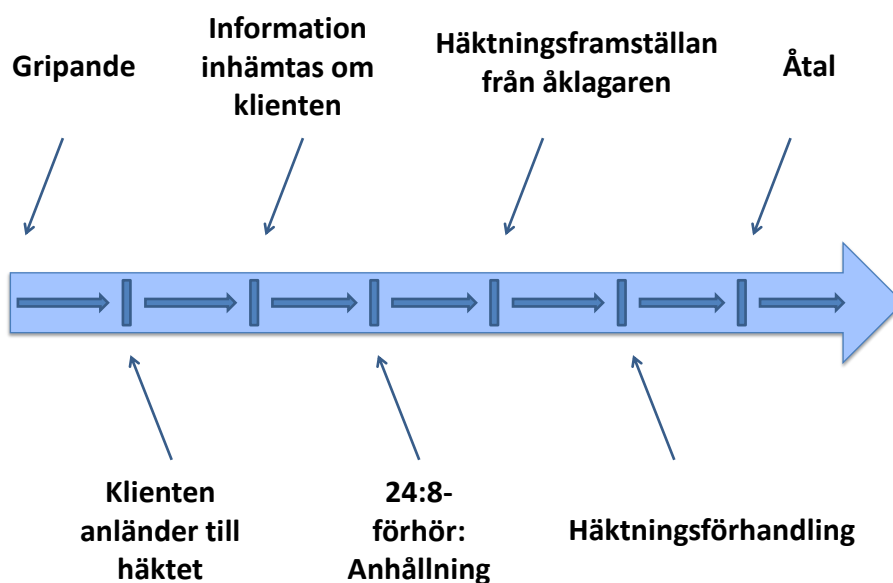 Gripande
Information
inhämtas om
klienten
Häktningsframställan
från åklagaren
Åtal
Klienten
anländer till
häktet
24:8-
förhör:
Anhållning
Häktningsförhandling